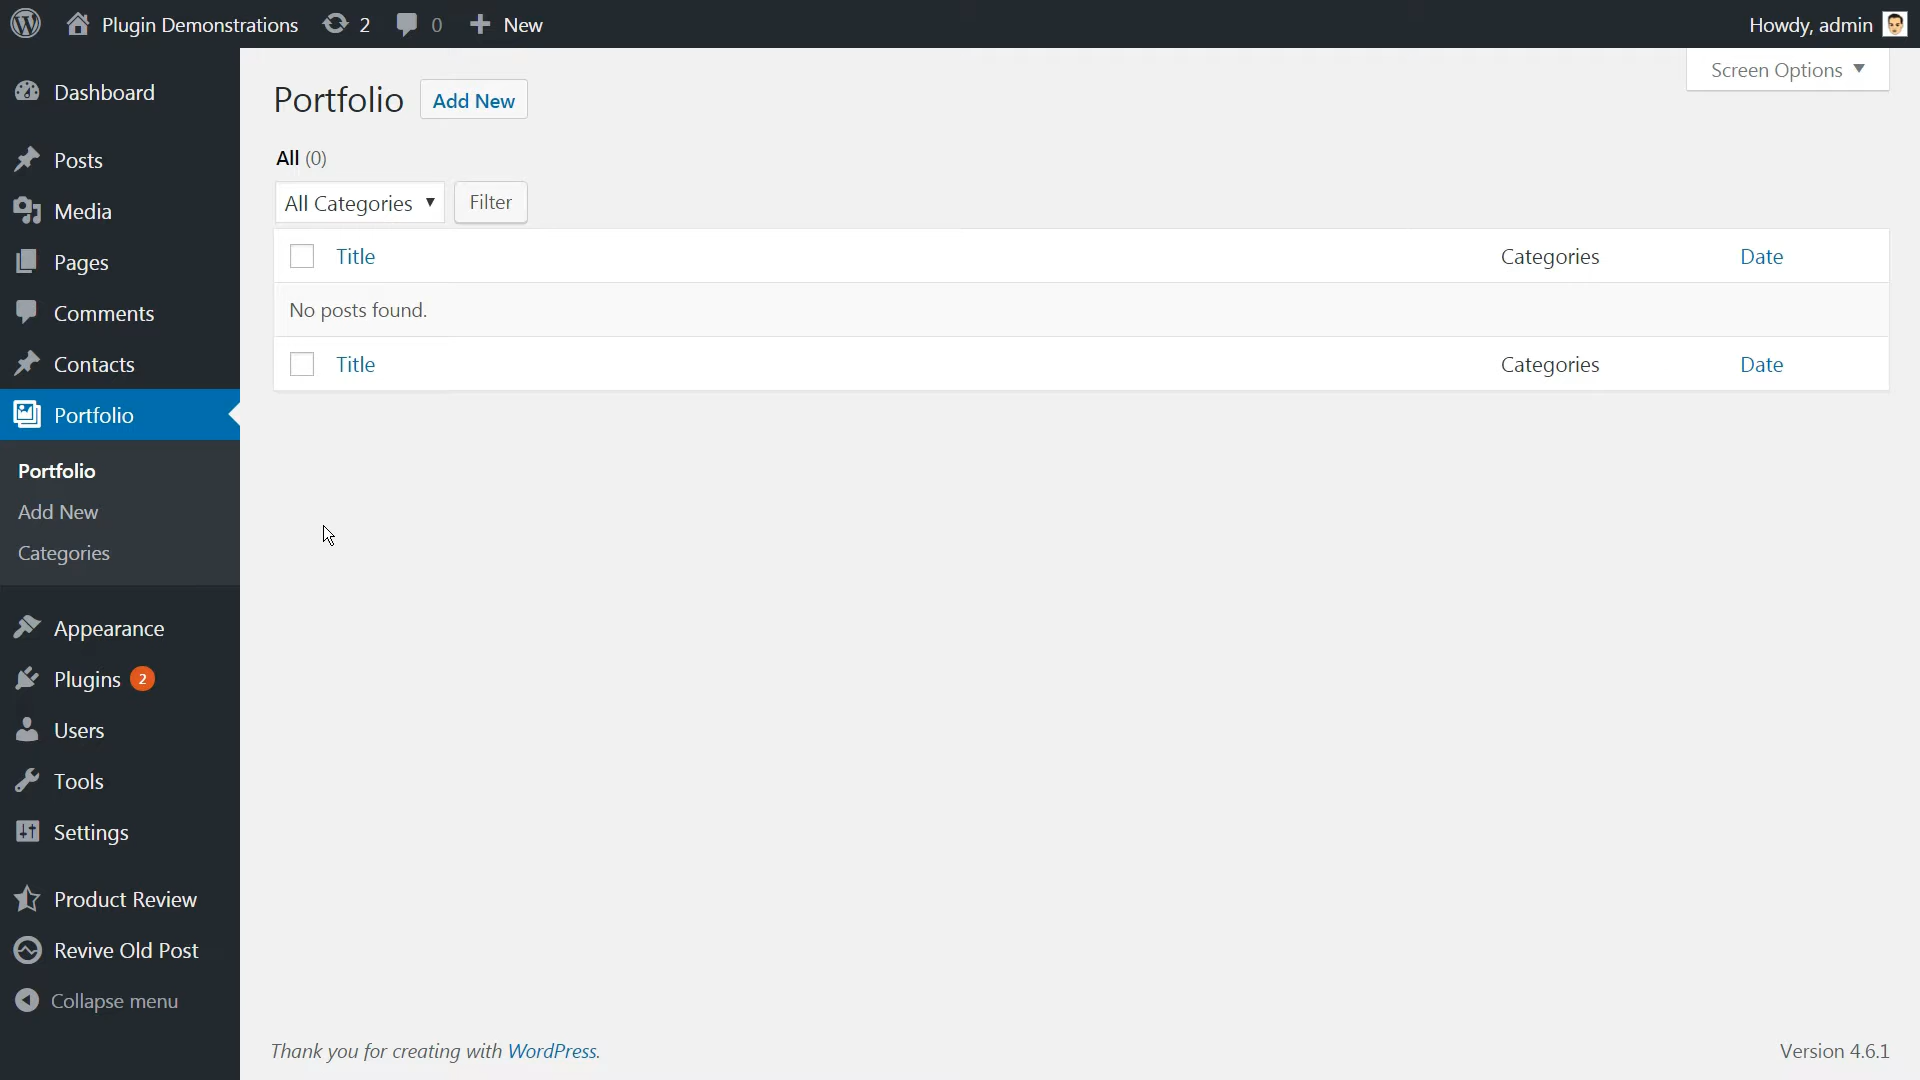 Plugin Demonstrations 2 0 New Howdy, admin
Dashboard
Posts
Media
Pages
Comments
Contacts
Portfolio
Portfolio
Add New
Categories
Appearance
Plugins 2
Users
Tools
Settings
Product Review
Revive Old Post
Collapse menu
Screen Options
Portfolio Add New
All (0)
All Categories Filter
Title Categories Date
No posts found.
Title Categories Date
Thank you for creating with WordPress. Version 4.6.1